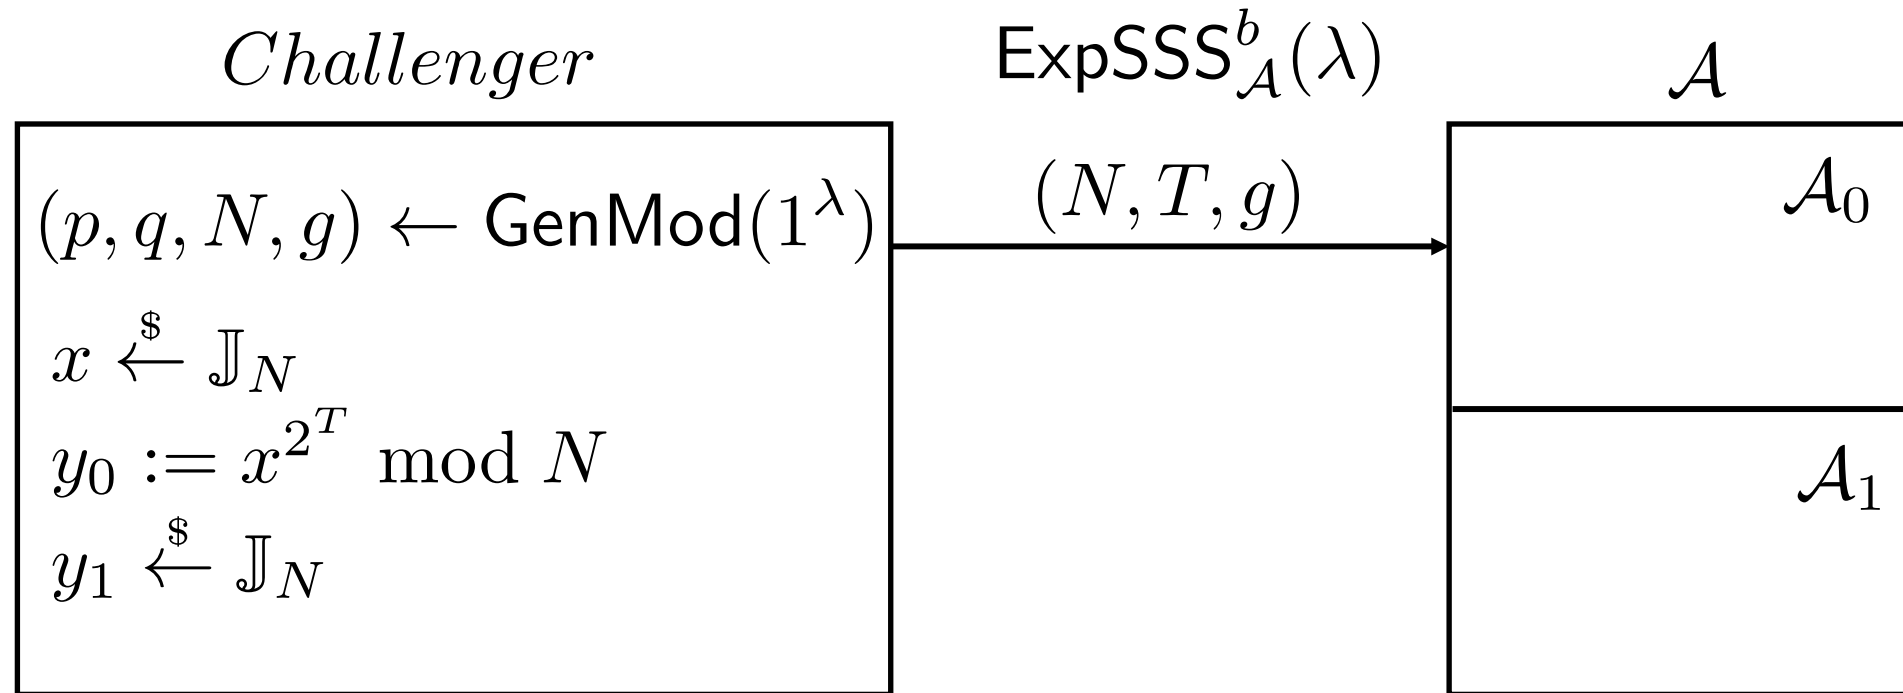 Challenger
ExpSSS^b_𝒜(λ)
𝒜
(p, q, N, g) ← GenMod(1^λ)
(N, T, g)
𝒜_0
x ←^$ 𝕁_N
y_0 := x^{2^T} mod N
𝒜_1
y_1 ←^$ 𝕁_N